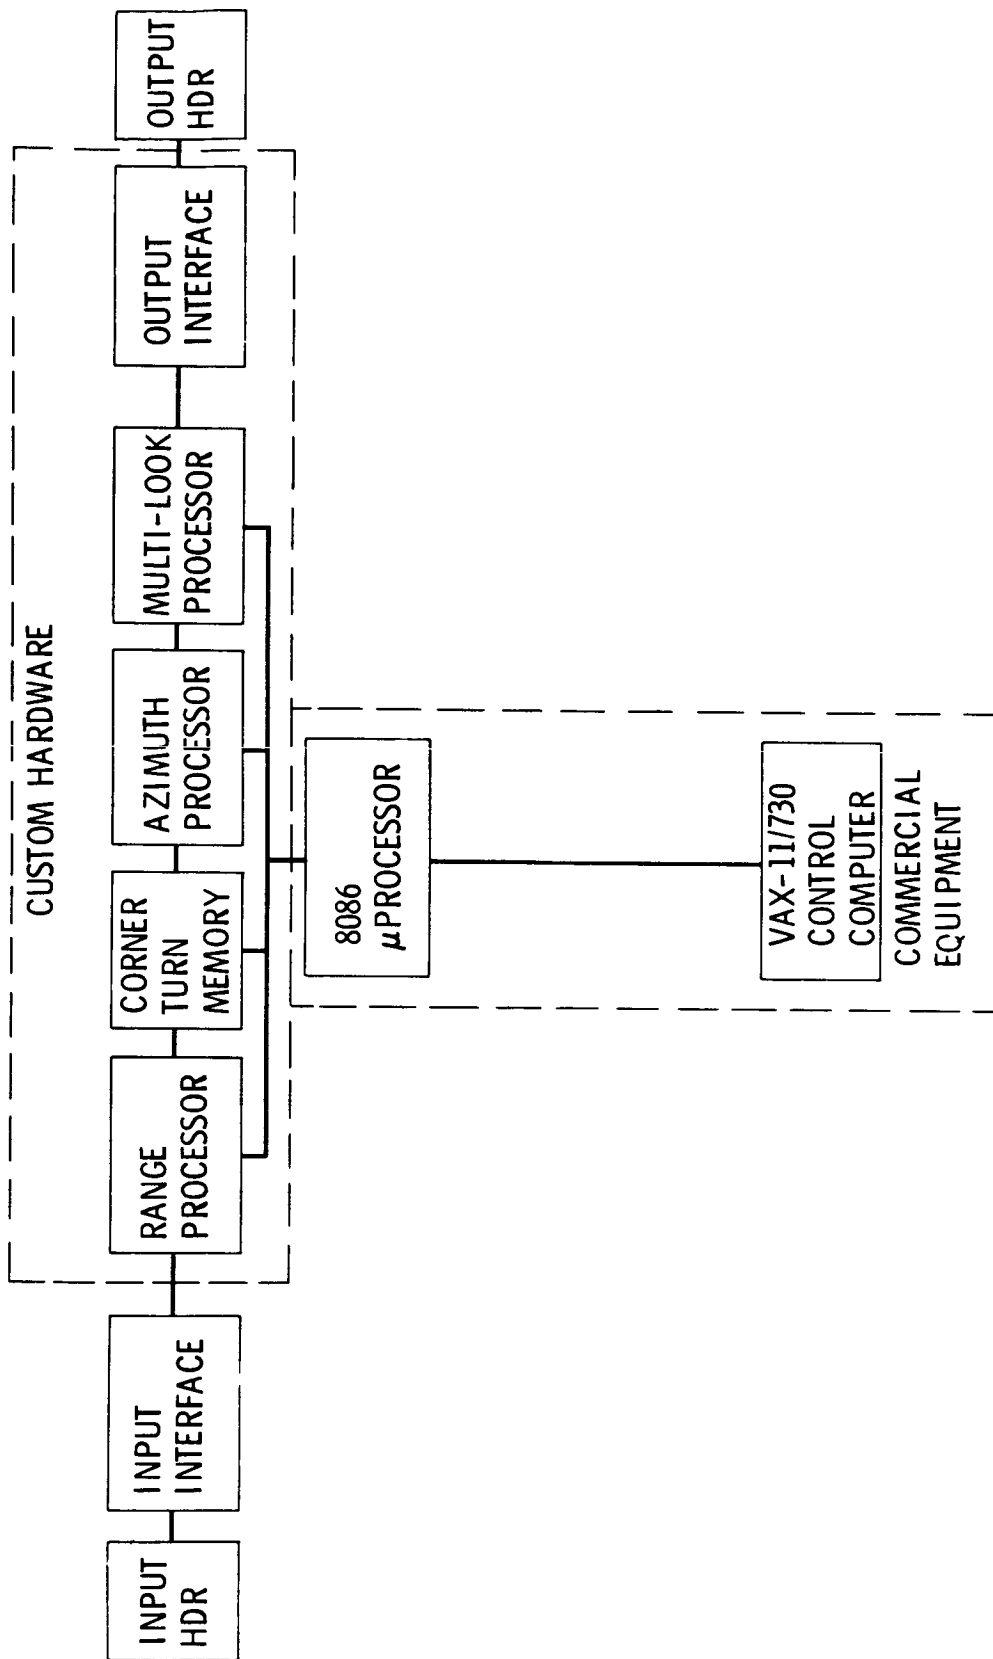 CUSTOM HARDWARE
INPUT
HDR
INPUT
INTERFACE
RANGE
PROCESSOR
CORNER
TURN
MEMORY
AZIMUTH
PROCESSOR
MULTI-LOOK
PROCESSOR
OUTPUT
INTERFACE
OUTPUT
HDR
8086
μPROCESSOR
VAX-11/730
CONTROL
COMPUTER
COMMERCIAL
EQUIPMENT